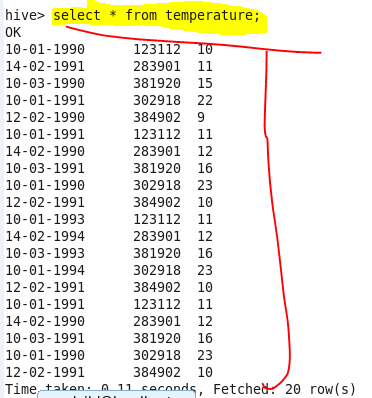 hive> select * from temperature;
OK
10-01-1990 123112 10
14-02-1991 283901 11
10-03-1990 381920 15
10-01-1991 302918 22
12-02-1990 384902 9
10-01-1991 123112 11
14-02-1990 283901 12
10-03-1991 381920 16
10-01-1990 302918 23
12-02-1991 384902 10
10-01-1993 123112 11
14-02-1994 283901 12
10-03-1993 381920 16
10-01-1994 302918 23
12-02-1991 384902 10
10-01-1991 123112 11
14-02-1990 283901 12
10-03-1991 381920 16
10-01-1990 302918 23
12-02-1991 384902 10
Time taken: 0.11 seconds, Fetched: 20 row(s)